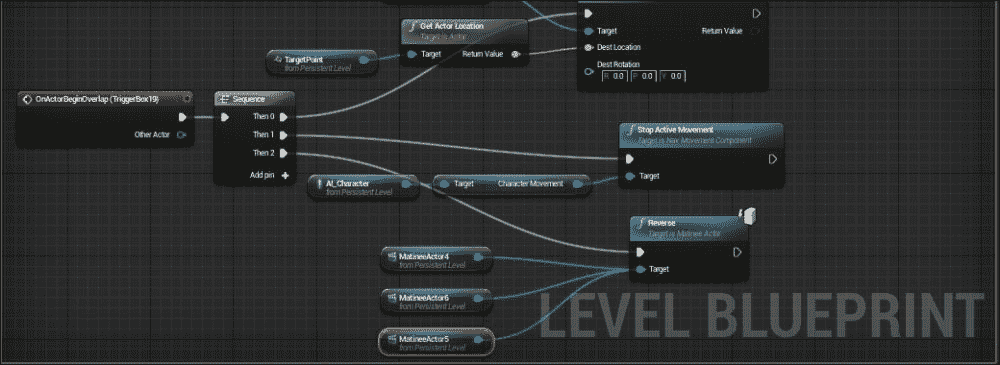 Get Actor Location
Target is Actor
Target
Return Value
TargetPoint
from Persistent Level
Target
Return Value
Dest Location
Dest Rotation
R 0.0 P 0.0 Y 0.0
OnActorBeginOverlap (TriggerBox19)
Other Actor
Sequence
Then 0
Then 1
Then 2
Add pin
Stop Active Movement
Target is Nav Movement Component
Target
AI_Character
from Persistent Level
Target
Character Movement
Reverse
Target is Matinee Actor
Target
MatineeActor4
from Persistent Level
MatineeActor6
from Persistent Level
MatineeActor5
from Persistent Level
LEVEL BLUEPRINT